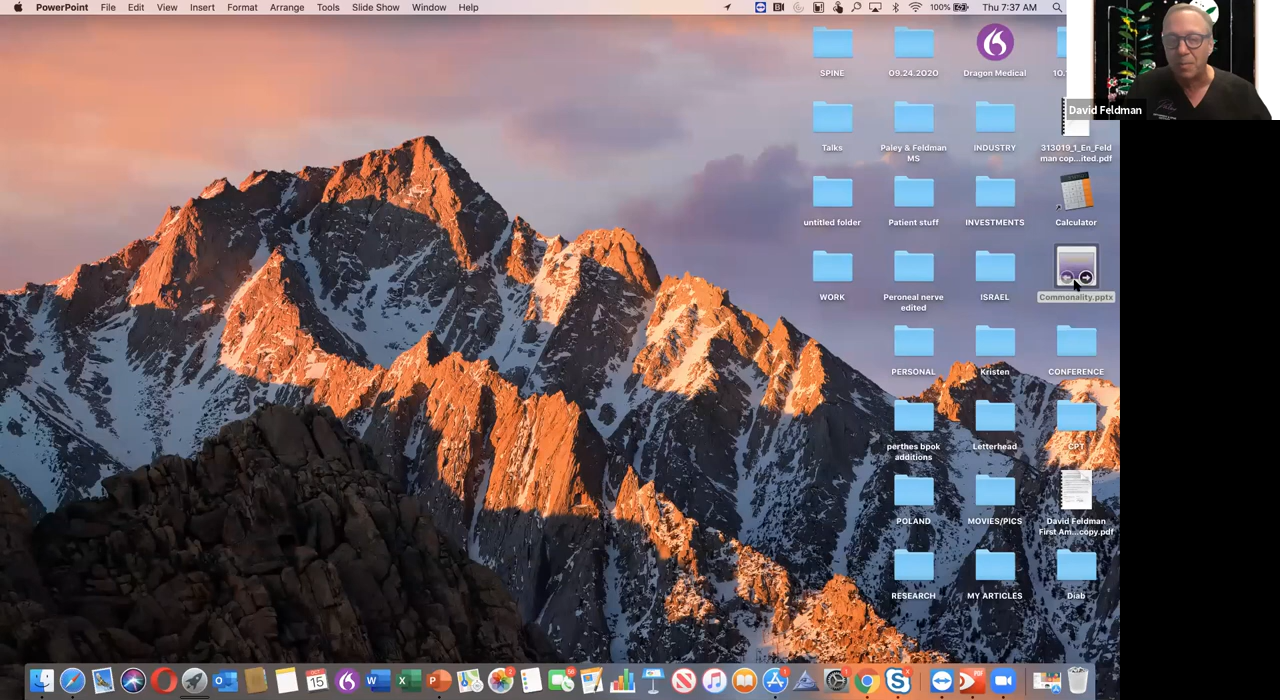 PowerPoint File Edit View Insert Format Arrange Tools Slide Show Window Help 100% Thu 7:37 AM
David Feldman
SPINE 09.24.2020 Dragon Medical
Talks Paley & Feldman MS INDUSTRY 313019_1_En_Feld man cop...ited.pdf
untitled folder Patient stuff INVESTMENTS Calculator
WORK Peroneal nerve edited ISRAEL Commonality.pptx
PERSONAL Kristen CONFERENCE
perthes bpok additions Letterhead CPT
POLAND MOVIES/PICS David Feldman First Am...copy.pdf
RESEARCH MY ARTICLES Diab
OCT
15